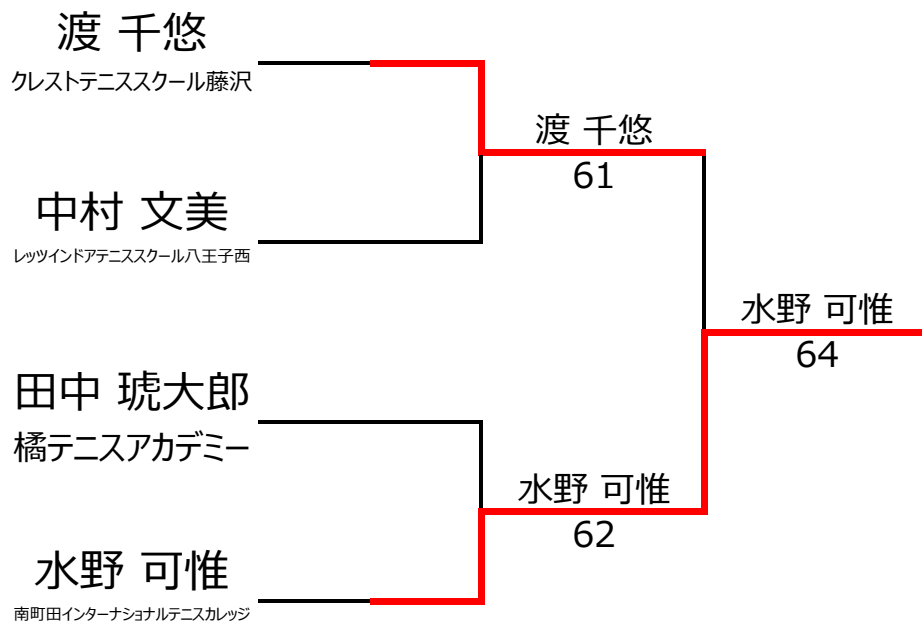 渡 千悠
クレストテニススクール藤沢
渡 千悠
61
中村 文美
レッツインドアテニススクール八王子西
水野 可惟
64
田中 琥大郎
橘テニスアカデミー
水野 可惟
62
水野 可惟
南町田インターナショナルテニスカレッジ